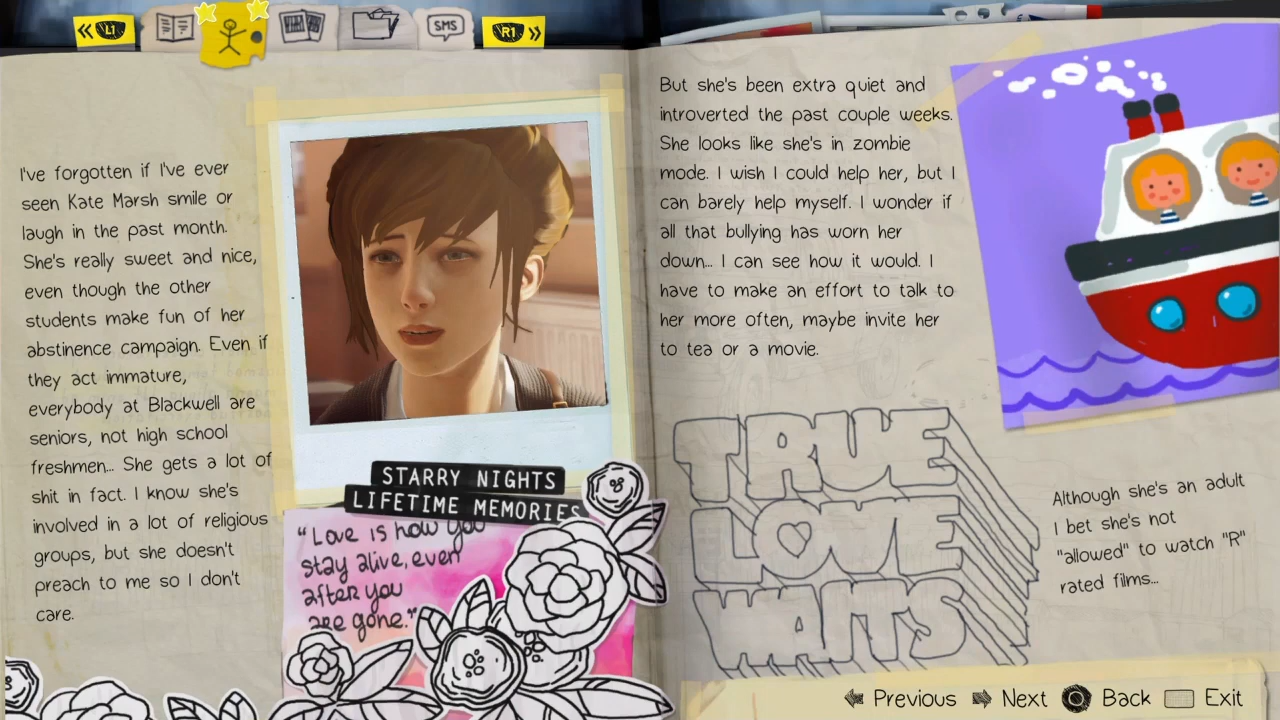 L1
SMS
R1
I've forgotten if I've ever
seen Kate Marsh smile or
laugh in the past month.
She's really sweet and nice,
even though the other
students make fun of her
abstinence campaign. Even if
they act immature,
everybody at Blackwell are
seniors, not high school
freshmen... She gets a lot of
shit in fact. I know she's
involved in a lot of religious
groups, but she doesn't
preach to me so I don't
care.
STARRY NIGHTS
LIFETIME MEMORIES
"Love is how you
stay alive, even
after you
are gone."
But she's been extra quiet and
introverted the past couple weeks.
She looks like she's in zombie
mode. I wish I could help her, but I
can barely help myself. I wonder if
all that bullying has worn her
down... I can see how it would. I
have to make an effort to talk to
her more often, maybe invite her
to tea or a movie.
TRUE
LOVE
WAITS
Although she's an adult
I bet she's not
"allowed" to watch "R"
rated films...
Previous Next Back Exit